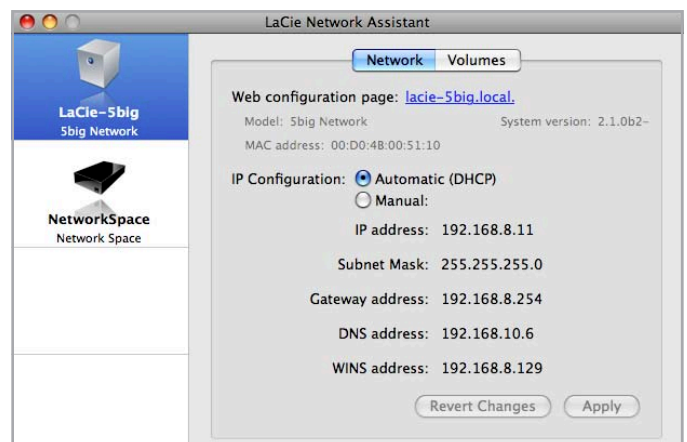 LaCie Network Assistant
LaCie-5big
5big Network
NetworkSpace
Network Space
Network Volumes
Web configuration page: lacie-5big.local.
Model: 5big Network System version: 2.1.0b2-
MAC address: 00:D0:4B:00:51:10
IP Configuration: Automatic (DHCP)
Manual:
IP address: 192.168.8.11
Subnet Mask: 255.255.255.0
Gateway address: 192.168.8.254
DNS address: 192.168.10.6
WINS address: 192.168.8.129
Revert Changes Apply